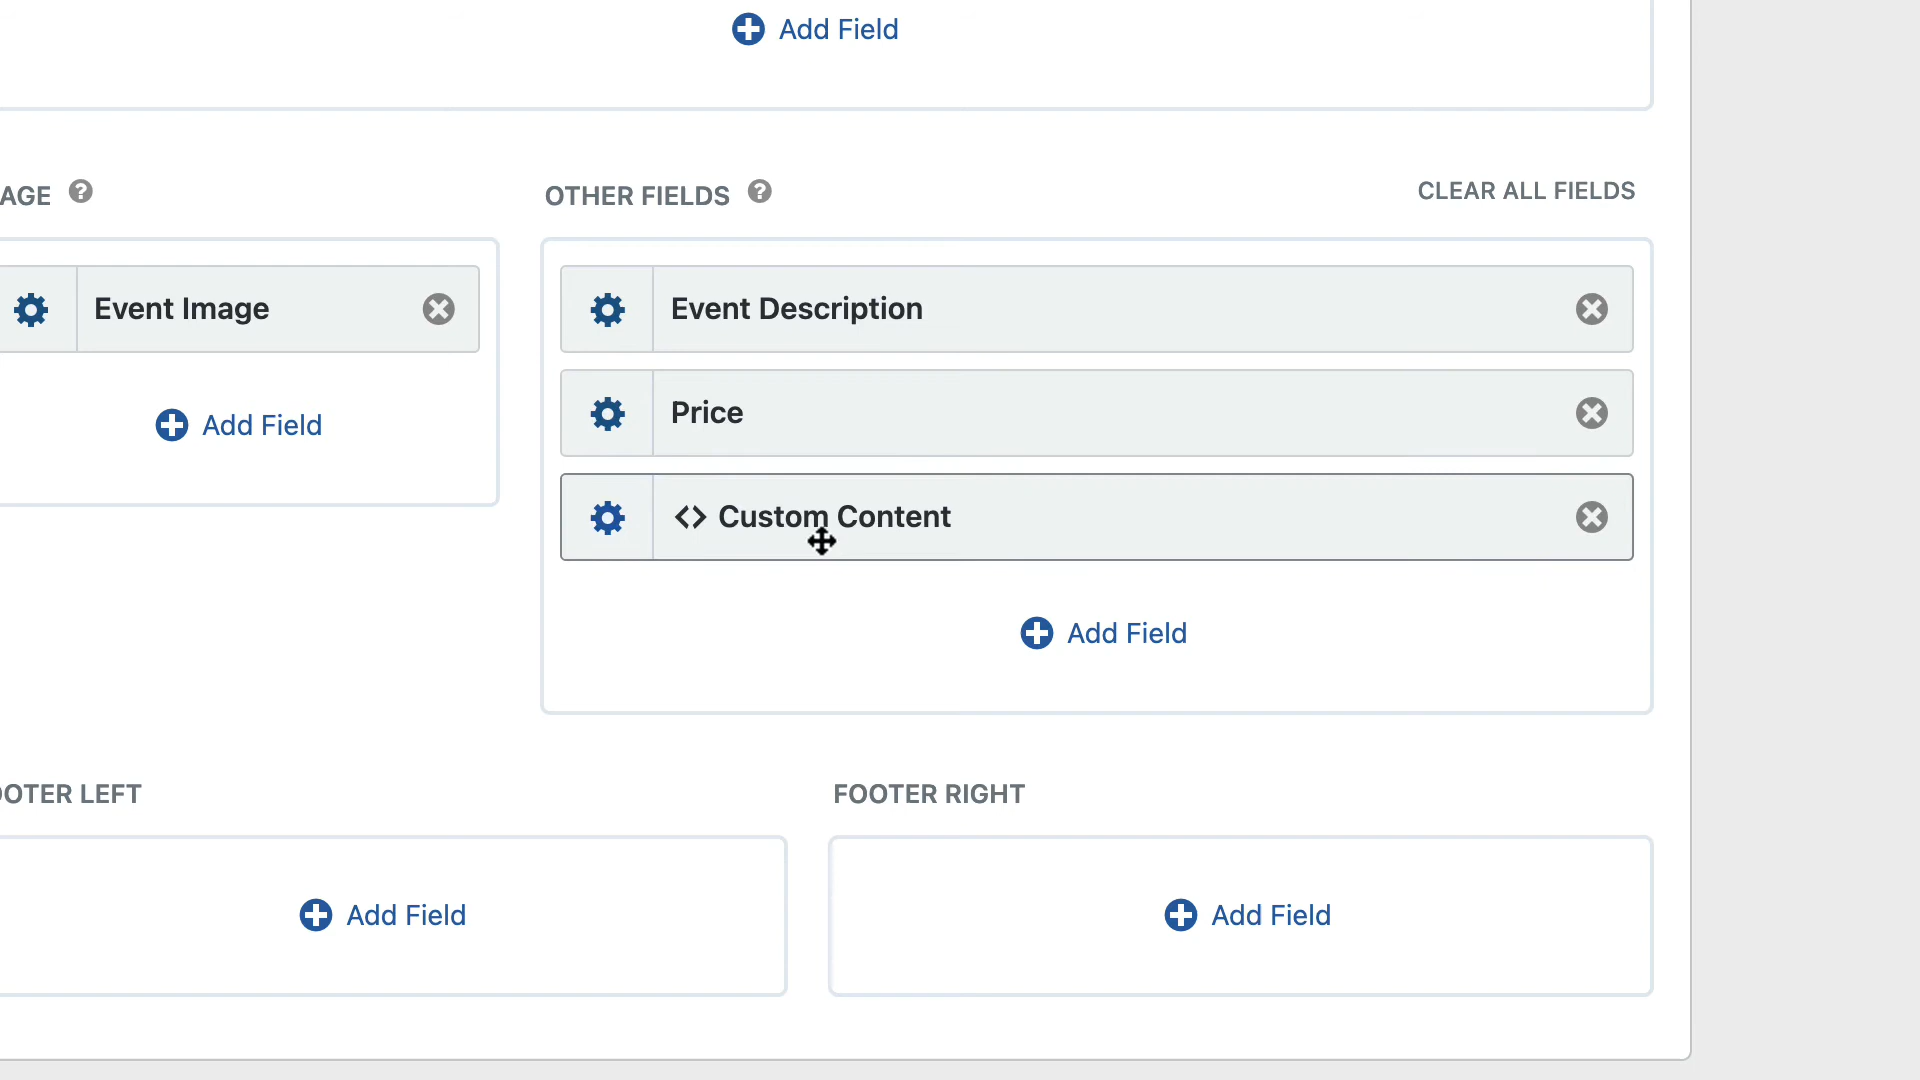 Add Field
AGE
OTHER FIELDS
CLEAR ALL FIELDS
Event Image
Add Field
Event Description
Price
<> Custom Content
Add Field
OOTER LEFT
FOOTER RIGHT
Add Field
Add Field